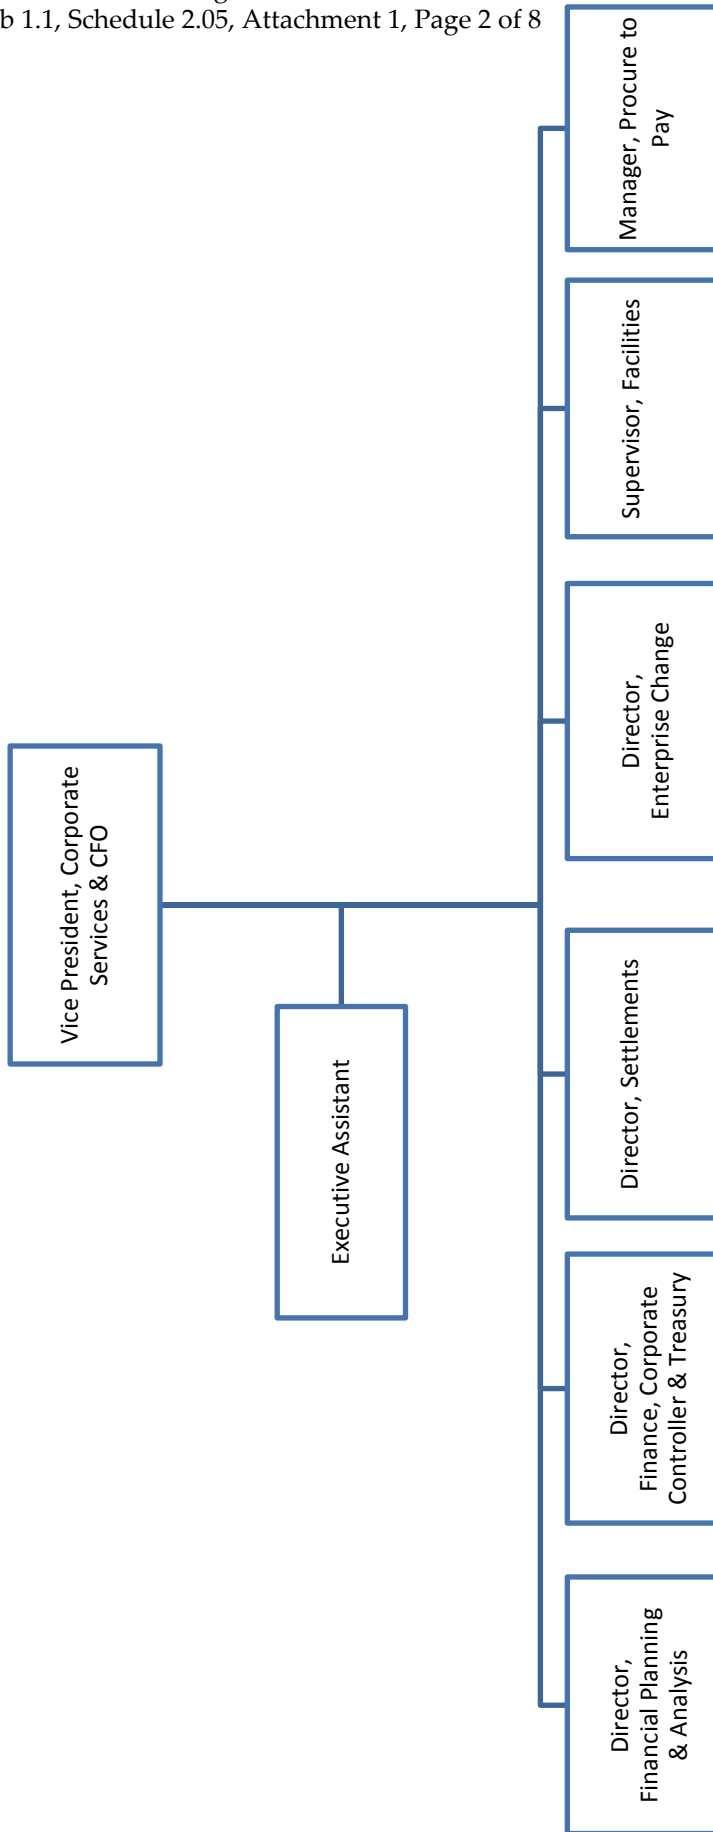 b 1.1, Schedule 2.05, Attachment 1, Page 2 of 8
Vice President, Corporate
Services & CFO
Executive Assistant
Director,
Financial Planning
& Analysis
Director,
Finance, Corporate
Controller & Treasury
Director, Settlements
Director,
Enterprise Change
Supervisor, Facilities
Manager, Procure to
Pay